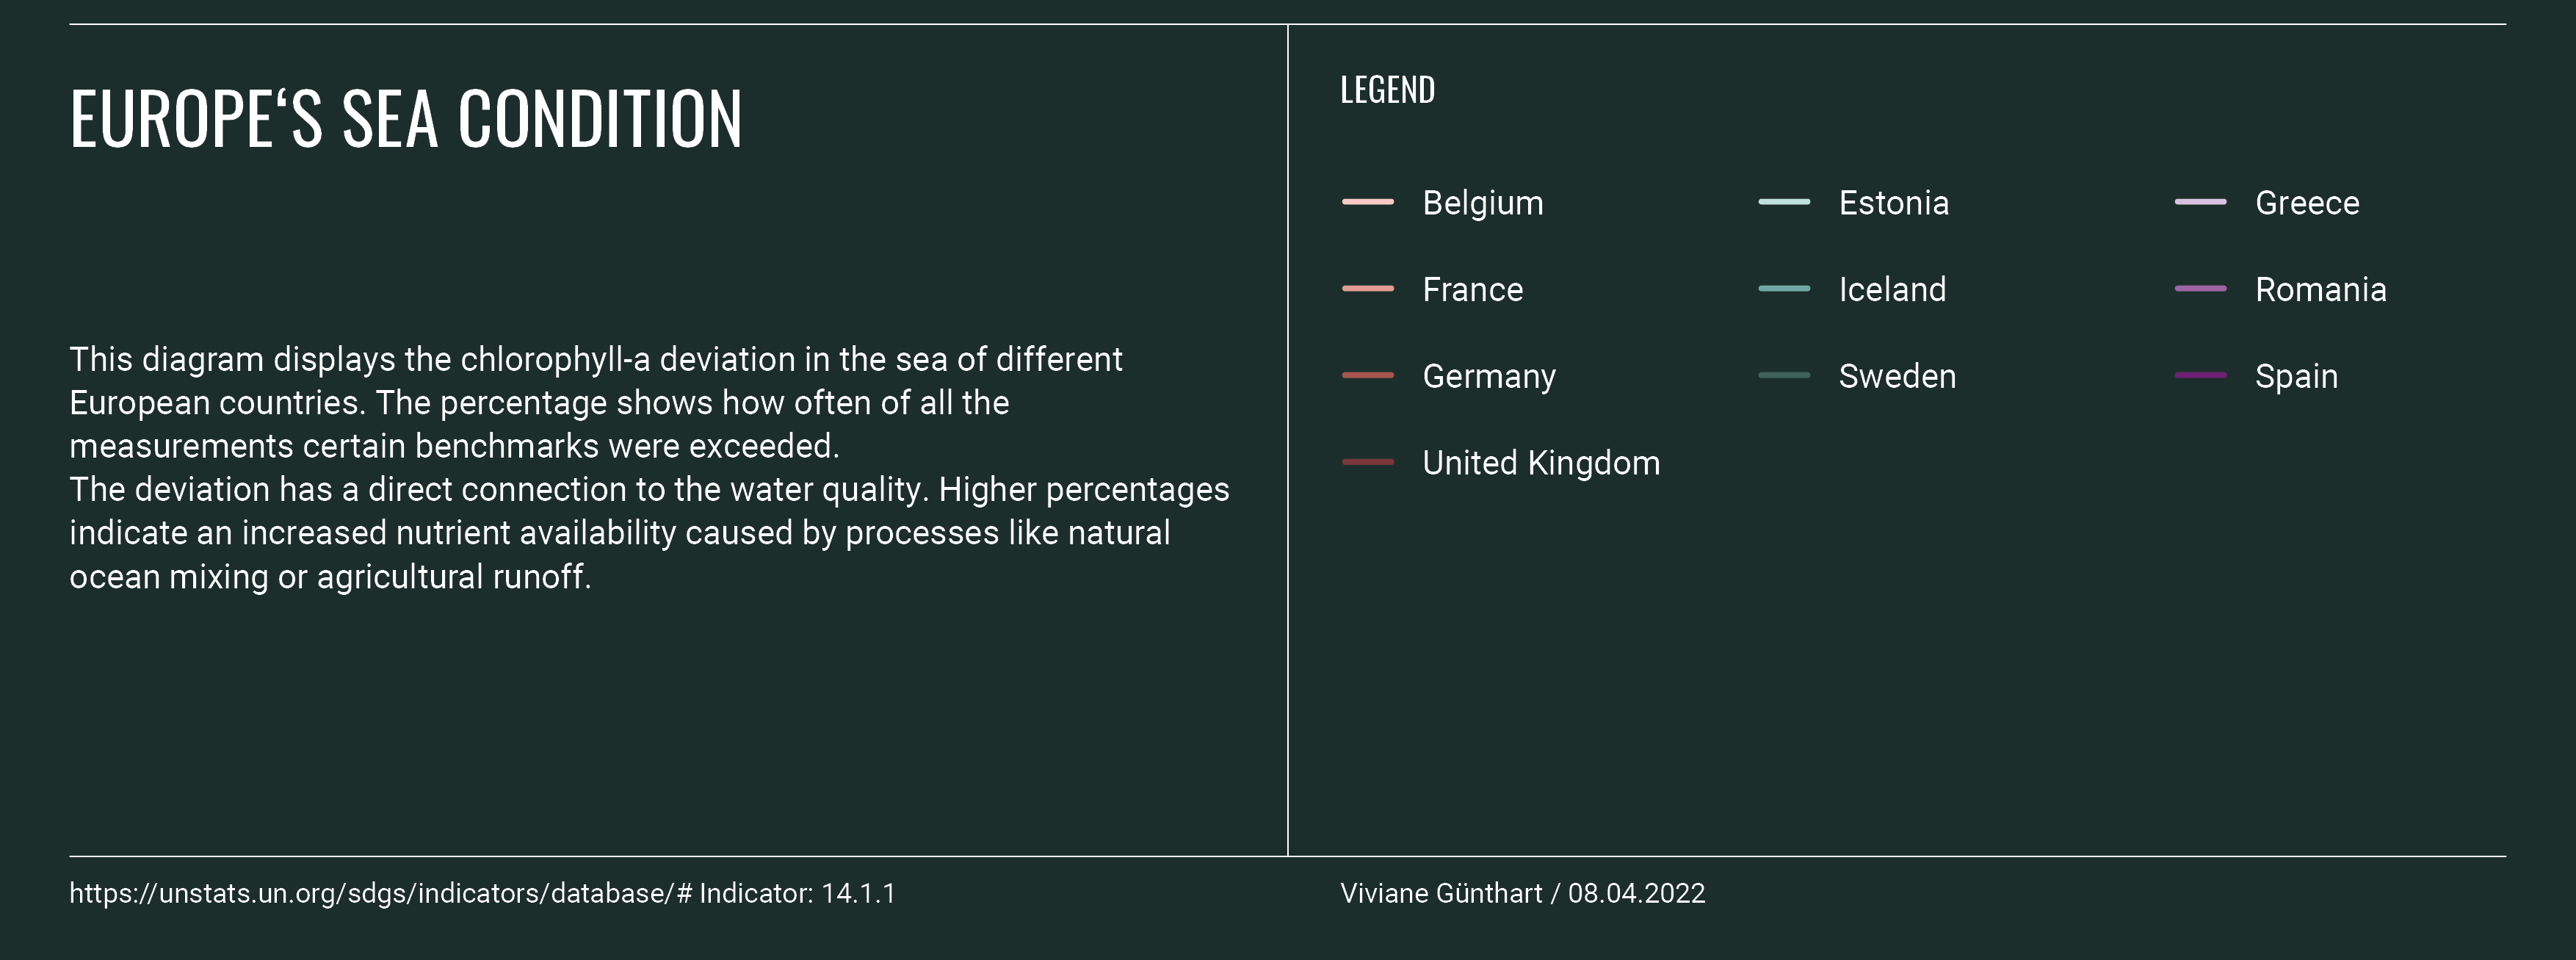 EUROPE‘S SEA CONDITION
This diagram displays the chlorophyll-a deviation in the sea of different
European countries. The percentage shows how often of all the
measurements certain benchmarks were exceeded.
The deviation has a direct connection to the water quality. Higher percentages
indicate an increased nutrient availability caused by processes like natural
ocean mixing or agricultural runoff.
LEGEND
Belgium
France
Germany
United Kingdom
Estonia
Iceland
Sweden
Greece
Romania
Spain
https://unstats.un.org/sdgs/indicators/database/# Indicator: 14.1.1
Viviane Günthart / 08.04.2022